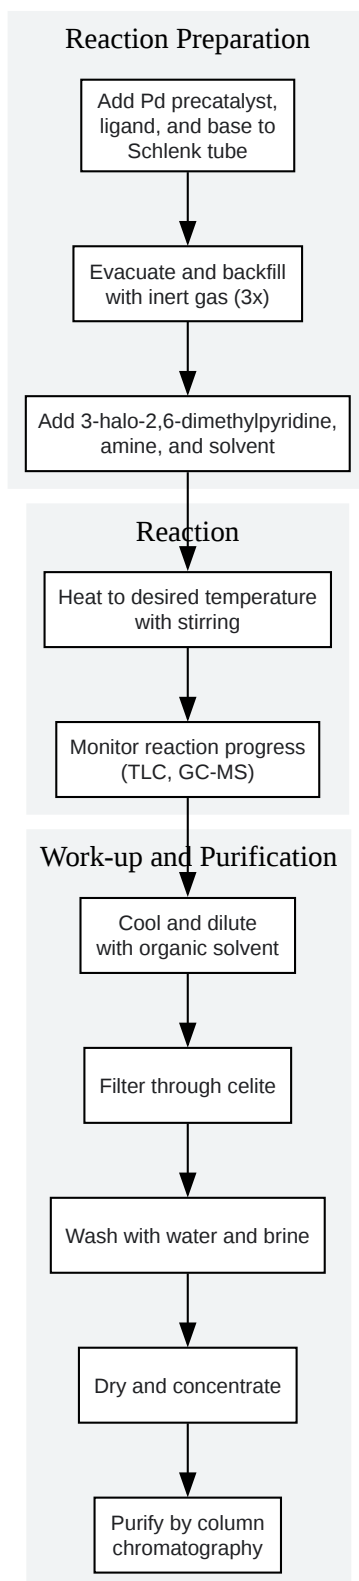 Reaction Preparation
Add Pd precatalyst,
ligand, and base to
Schlenk tube
Evacuate and backfill
with inert gas (3x)
Add 3-halo-2,6-dimethylpyridine,
amine, and solvent
Reaction
Heat to desired temperature
with stirring
Monitor reaction progress
(TLC, GC-MS)
Work-up and Purification
Cool and dilute
with organic solvent
Filter through celite
Wash with water and brine
Dry and concentrate
Purify by column
chromatography